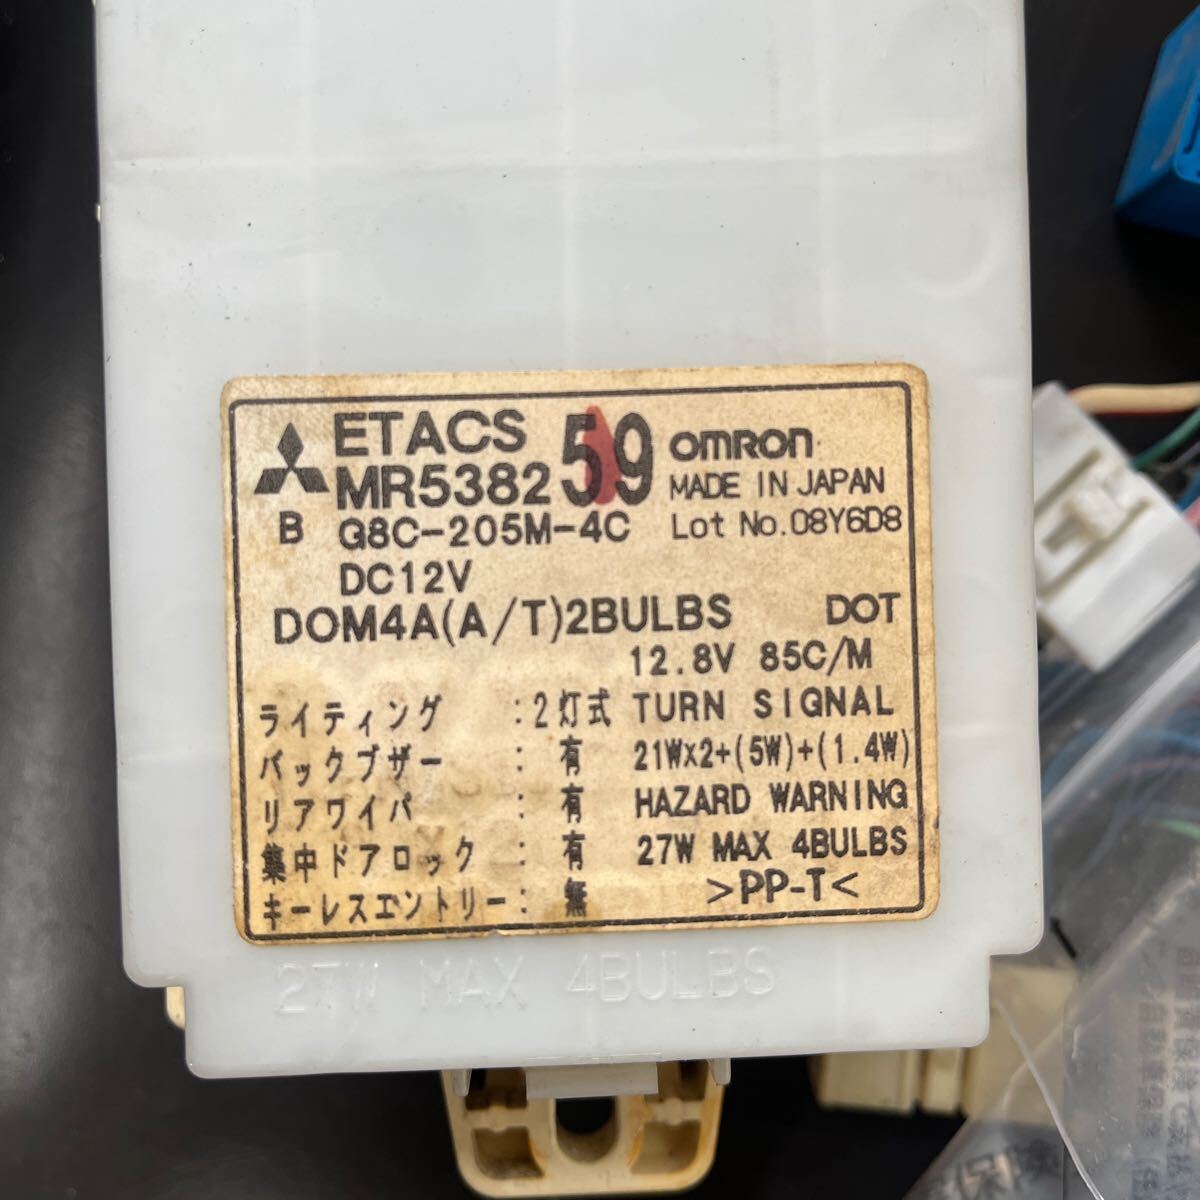 ETACS
MR538259
omron
MADE IN JAPAN
B G8C-205M-4C
Lot No.08Y6D8
DC12V
DOM4A(A/T)2BULBS DOT
12.8V 85C/M
ライティング :2灯式 TURN SIGNAL
バックブザー : 有 21W×2+(5W)+(1.4W)
リアワイパ : 有 HAZARD WARNING
集中ドアロック : 有 27W MAX 4BULBS
キーレスエントリー: 無 >PP-T<
27W MAX 4BULBS